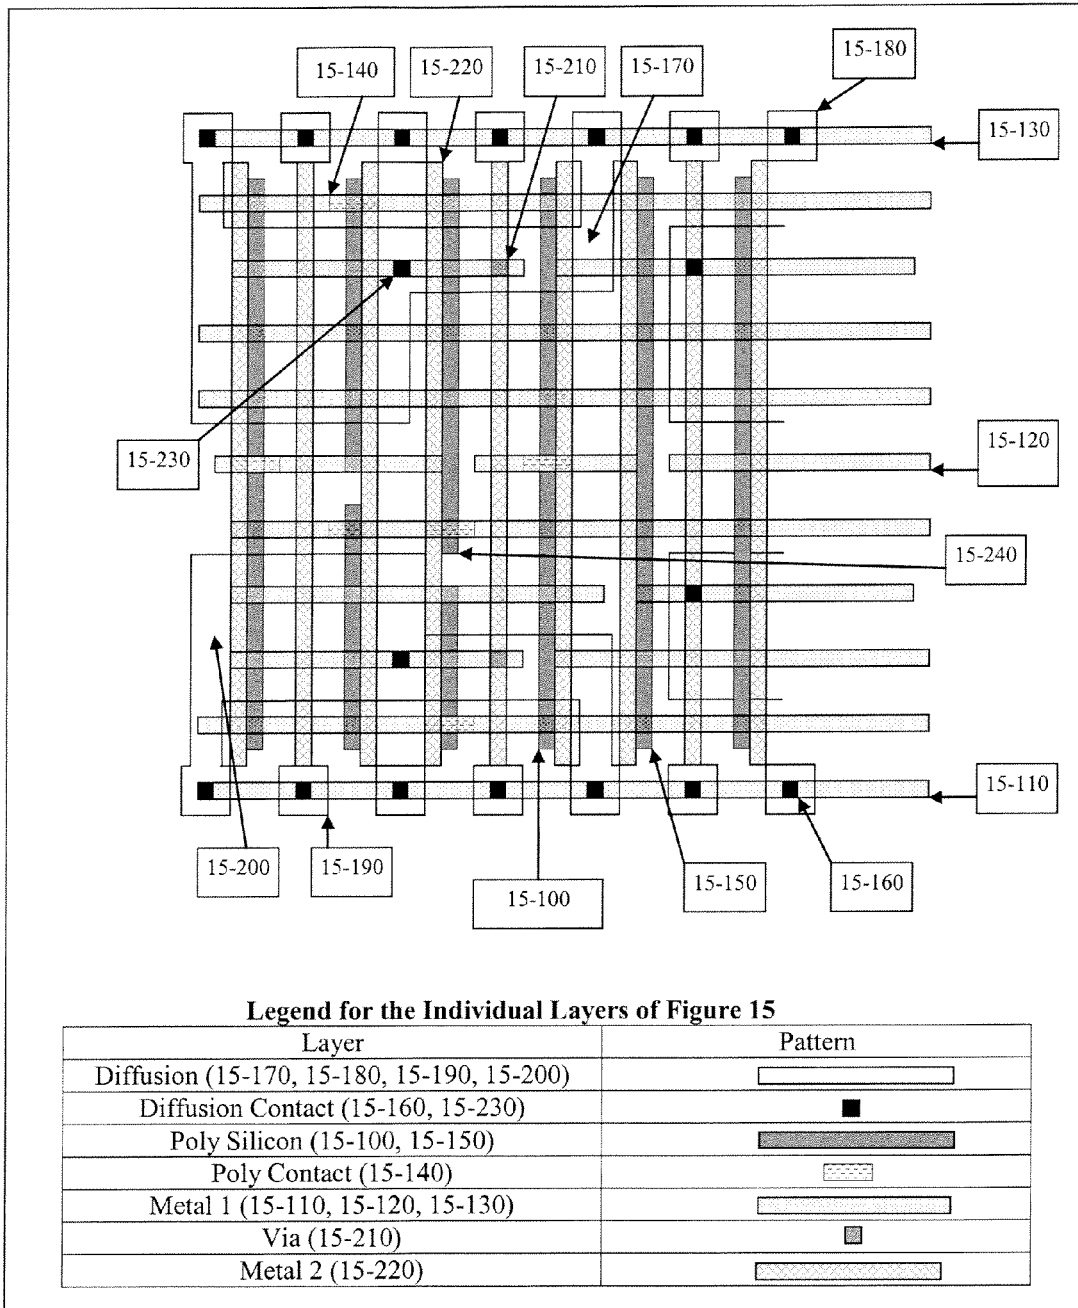 15-180
15-140
15-220
15-210
15-170
15-130
15-230
15-120
15-240
15-110
15-200
15-190
15-100
15-150
15-160
Legend for the Individual Layers of Figure 15
Layer Pattern
Diffusion (15-170, 15-180, 15-190, 15-200)
Diffusion Contact (15-160, 15-230)
Poly Silicon (15-100, 15-150)
Poly Contact (15-140)
Metal 1 (15-110, 15-120, 15-130)
Via (15-210)
Metal 2 (15-220)